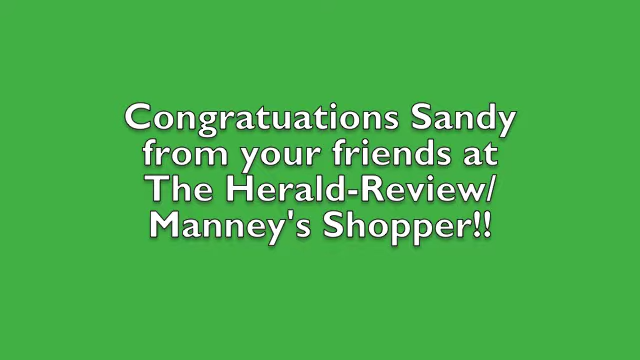 Congratuations Sandy
from your friends at
The Herald-Review/
Manney's Shopper!!